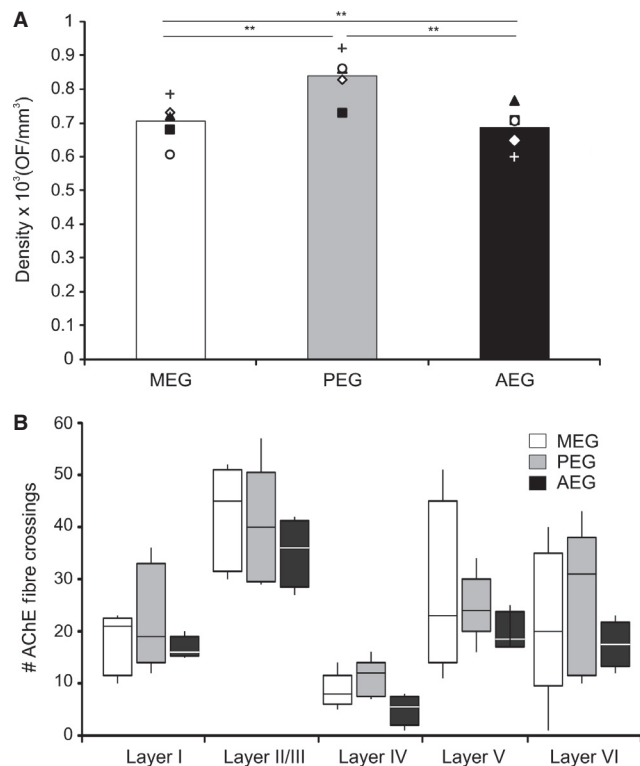 A
**
** **
Density x 10³(OF/mm³)
1
0.9
0.8
0.7
0.6
0.5
0.4
0.3
0.2
0.1
0
MEG PEG AEG
B
# AChE fibre crossings
60
50
40
30
20
10
0
MEG
PEG
AEG
Layer I Layer II/III Layer IV Layer V Layer VI